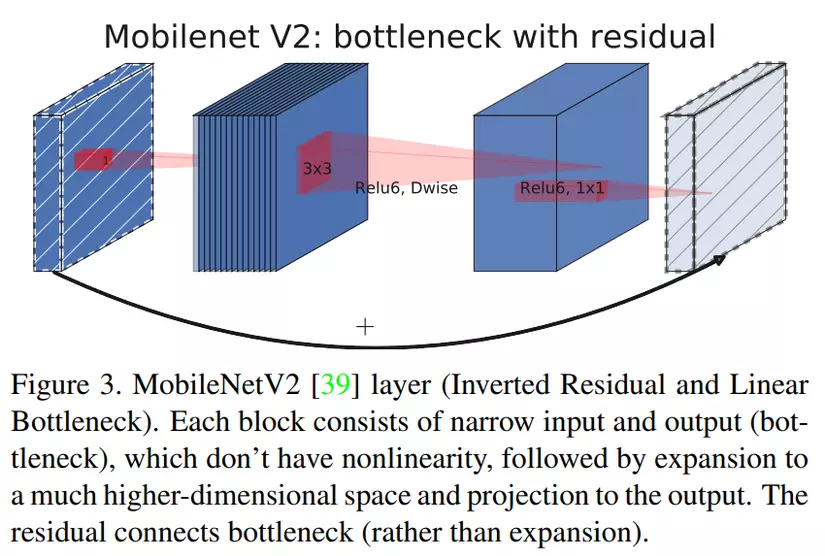 Mobilenet V2: bottleneck with residual
1
3x3
Relu6, Dwise
Relu6, 1x1
+
Figure 3. MobileNetV2 [39] layer (Inverted Residual and Linear
Bottleneck). Each block consists of narrow input and output (bot-
tleneck), which don’t have nonlinearity, followed by expansion to
a much higher-dimensional space and projection to the output. The
residual connects bottleneck (rather than expansion).